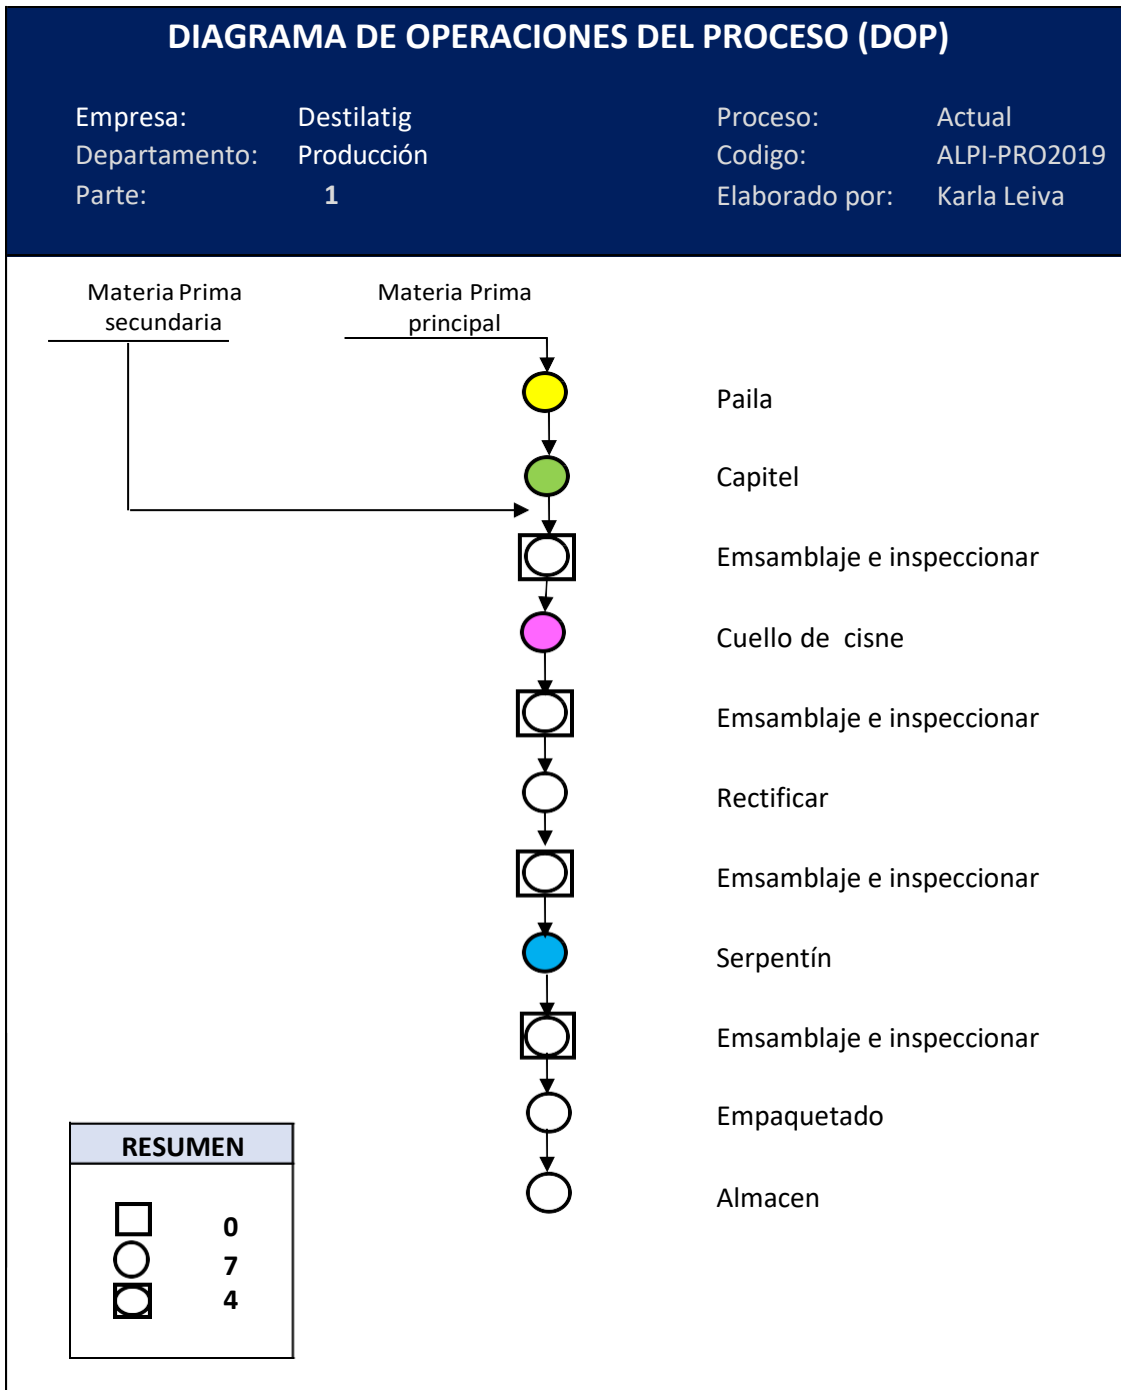 DIAGRAMA DE OPERACIONES DEL PROCESO (DOP)
Empresa: Destilatig Proceso: Actual
Departamento: Producción Codigo: ALPI-PRO2019
Parte: 1 Elaborado por: Karla Leiva
Materia Prima
secundaria
Materia Prima
principal
Paila
Capitel
Emsamblaje e inspeccionar
Cuello de cisne
Emsamblaje e inspeccionar
Rectificar
Emsamblaje e inspeccionar
Serpentín
Emsamblaje e inspeccionar
Empaquetado
Almacen
RESUMEN
0
7
4